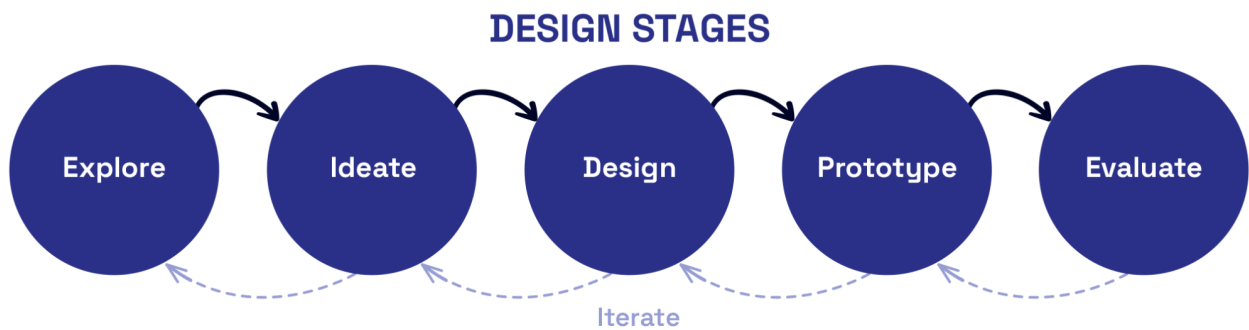 DESIGN STAGES
Explore
Ideate
Design
Prototype
Evaluate
Iterate